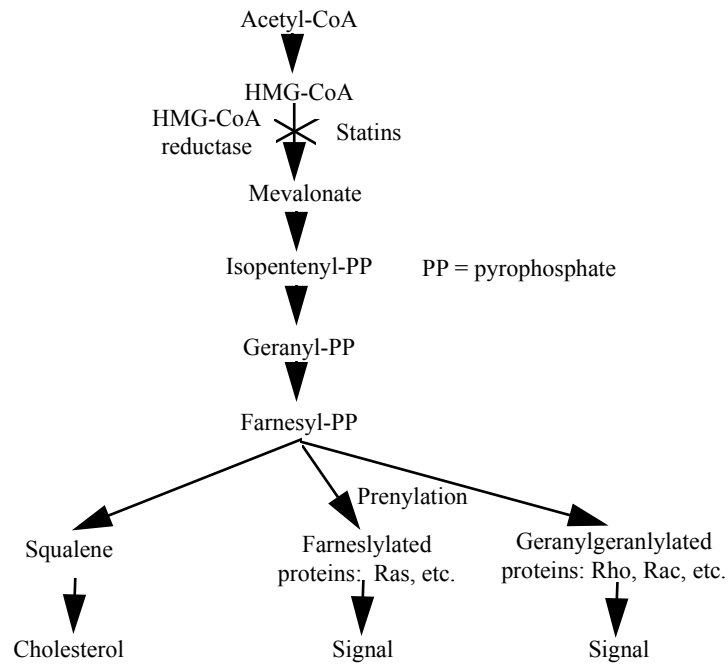 Acetyl-CoA
HMG-CoA
HMG-CoA
reductase
Statins
Mevalonate
Isopentenyl-PP
PP = pyrophosphate
Geranyl-PP
Farnesyl-PP
Prenylation
Squalene
Farneslylated
proteins:  Ras, etc.
Geranylgeranlylated
proteins: Rho, Rac, etc.
Cholesterol
Signal
Signal